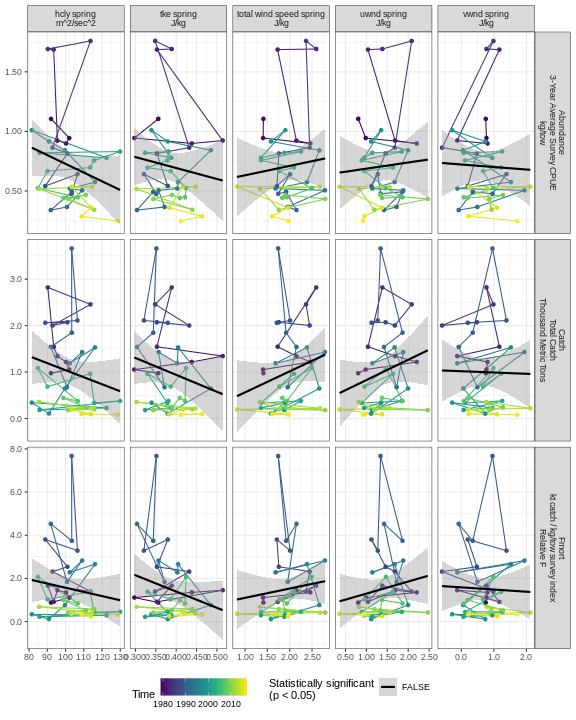 hcly spring
m^2/sec^2
tke spring
J/kg
total wind speed spring
J/kg
uwnd spring
J/kg
vwnd spring
J/kg
1.50
1.00
0.50
Abundance
3-Year Average Survey CPUE
kg/tow
3.0
2.0
1.0
0.0
Catch
Total Catch
Thousand Metric Tons
8.0
6.0
4.0
2.0
0.0
Fmort
kt catch / kg/tow survey index
Relative F
80 90 100 110 120 130
0.300 0.350 0.400 0.450 0.500
1.00 1.50 2.00 2.50
0.50 1.00 1.50 2.00 2.50
0.0 1.0 2.0
Time
1980 1990 2000 2010
Statistically significant
(p < 0.05)
FALSE